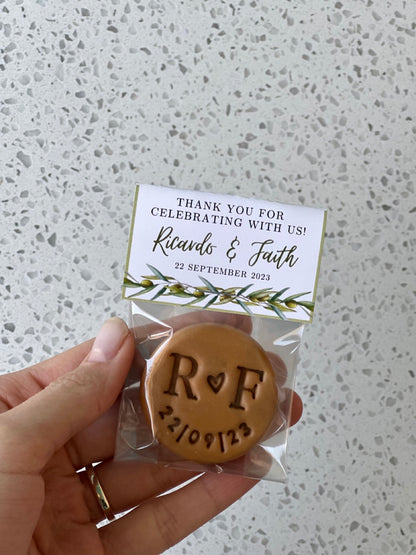 THANK YOU FOR
CELEBRATING WITH US!
Ricardo & Faith
22 SEPTEMBER 2023
R ♥ F
22/09/23